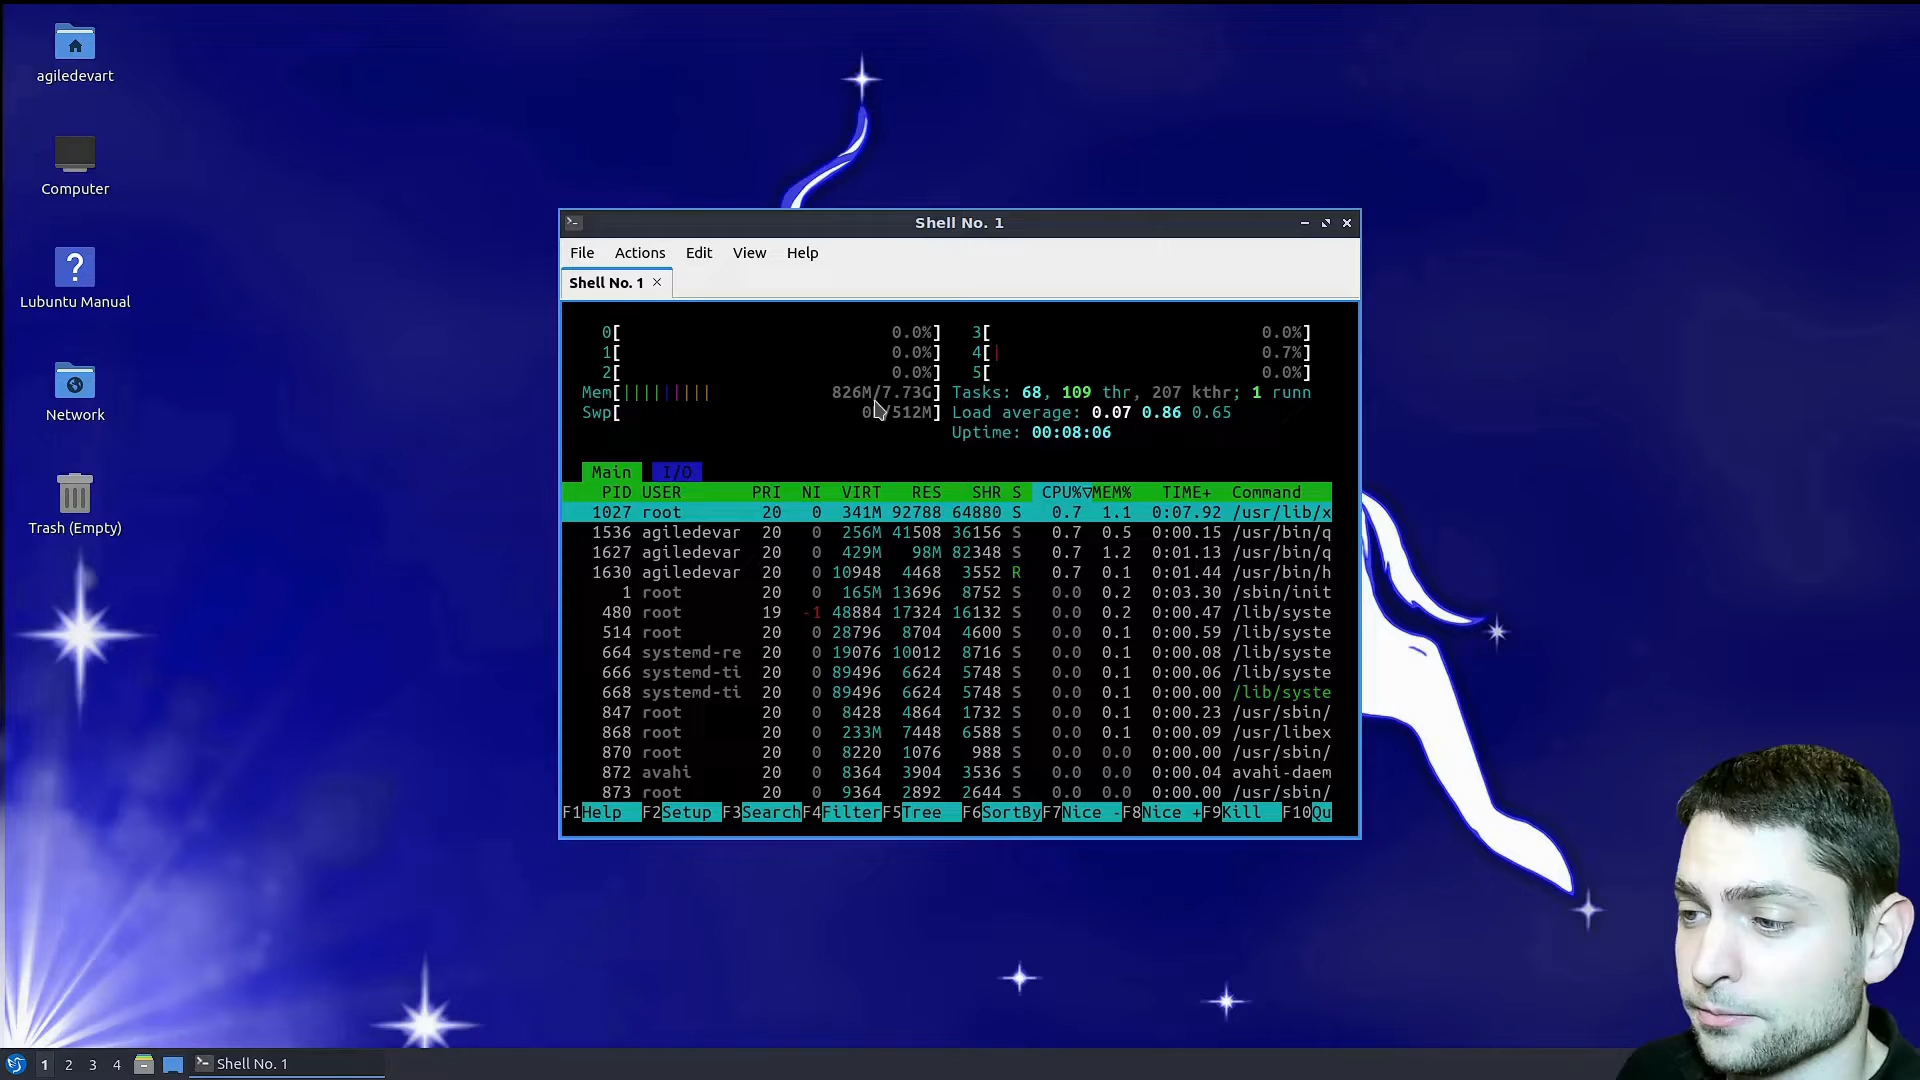 agiledevart
Computer
Lubuntu Manual
Network
Trash (Empty)
Shell No. 1
File Actions Edit View Help
Shell No. 1
0[ 0.0%] 3[ 0.0%]
1[ 0.0%] 4[| 0.7%]
2[ 0.0%] 5[ 0.0%]
Mem[||||||||| 826M/7.73G] Tasks: 68, 109 thr, 207 kthr; 1 runn
Swp[ /512M] Load average: 0.07 0.86 0.65
Uptime: 00:08:06
Main I/O
PID USER PRI NI VIRT RES SHR S CPU%▽MEM% TIME+ Command
1027 root 20 0 341M 92788 64880 S 0.7 1.1 0:07.92 /usr/lib/x
1536 agiledevar 20 0 256M 41508 36156 S 0.7 0.5 0:00.15 /usr/bin/q
1627 agiledevar 20 0 429M 98M 82348 S 0.7 1.2 0:01.13 /usr/bin/q
1630 agiledevar 20 0 10948 4468 3552 R 0.7 0.1 0:01.44 /usr/bin/h
1 root 20 0 165M 13696 8752 S 0.0 0.2 0:03.30 /sbin/init
480 root 19 -1 48884 17324 16132 S 0.0 0.2 0:00.47 /lib/syste
514 root 20 0 28796 8704 4600 S 0.0 0.1 0:00.59 /lib/syste
664 systemd-re 20 0 19076 10012 8716 S 0.0 0.1 0:00.08 /lib/syste
666 systemd-ti 20 0 89496 6624 5748 S 0.0 0.1 0:00.06 /lib/syste
668 systemd-ti 20 0 89496 6624 5748 S 0.0 0.1 0:00.00 /lib/syste
847 root 20 0 8428 4864 1732 S 0.0 0.1 0:00.23 /usr/sbin/
868 root 20 0 233M 7448 6588 S 0.0 0.1 0:00.09 /usr/libex
870 root 20 0 8220 1076 988 S 0.0 0.0 0:00.00 /usr/sbin/
872 avahi 20 0 8364 3904 3536 S 0.0 0.0 0:00.04 avahi-daem
873 root 20 0 9364 2892 2644 S 0.0 0.0 0:00.00 /usr/sbin/
F1Help F2Setup F3Search F4Filter F5Tree F6SortBy F7Nice - F8Nice + F9Kill F10Qu
1 2 3 4 Shell No. 1